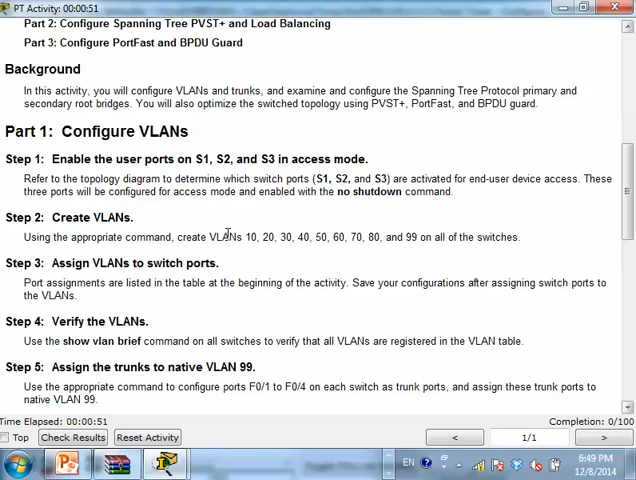 PT Activity: 00:00:51
Part 2: Configure Spanning Tree PVST+ and Load Balancing
Part 3: Configure PortFast and BPDU Guard
Background
In this activity, you will configure VLANs and trunks, and examine and configure the Spanning Tree Protocol primary and
secondary root bridges. You will also optimize the switched topology using PVST+, PortFast, and BPDU guard.
Part 1: Configure VLANs
Step 1: Enable the user ports on S1, S2, and S3 in access mode.
Refer to the topology diagram to determine which switch ports (S1, S2, and S3) are activated for end-user device access. These
three ports will be configured for access mode and enabled with the no shutdown command.
Step 2: Create VLANs.
Using the appropriate command, create VLANs 10, 20, 30, 40, 50, 60, 70, 80, and 99 on all of the switches.
Step 3: Assign VLANs to switch ports.
Port assignments are listed in the table at the beginning of the activity. Save your configurations after assigning switch ports to
the VLANs.
Step 4: Verify the VLANs.
Use the show vlan brief command on all switches to verify that all VLANs are registered in the VLAN table.
Step 5: Assign the trunks to native VLAN 99.
Use the appropriate command to configure ports F0/1 to F0/4 on each switch as trunk ports, and assign these trunk ports to
native VLAN 99.
Time Elapsed: 00:00:51 Completion: 0/100
Top Check Results Reset Activity < 1/1 >
EN 6:49 PM
12/8/2014